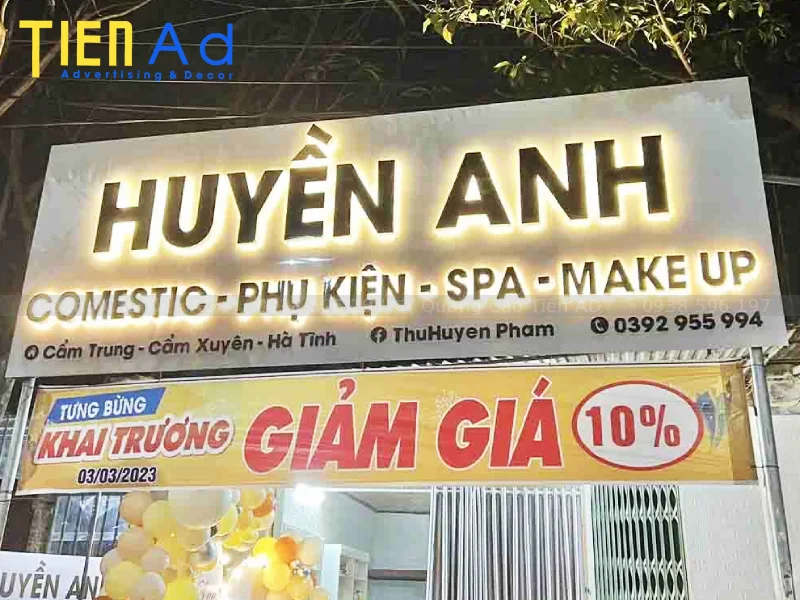 TIEN Ad
Advertising & Decor
HUYỀN ANH
COMESTIC - PHỤ KIỆN - SPA - MAKE UP
Cẩm Trung - Cẩm Xuyên - Hà Tĩnh ThuHuyen Pham 0392 955 994
TƯNG BỪNG
KHAI TRƯƠNG
03/03/2023
GIẢM GIÁ 10%
UYỀN AN